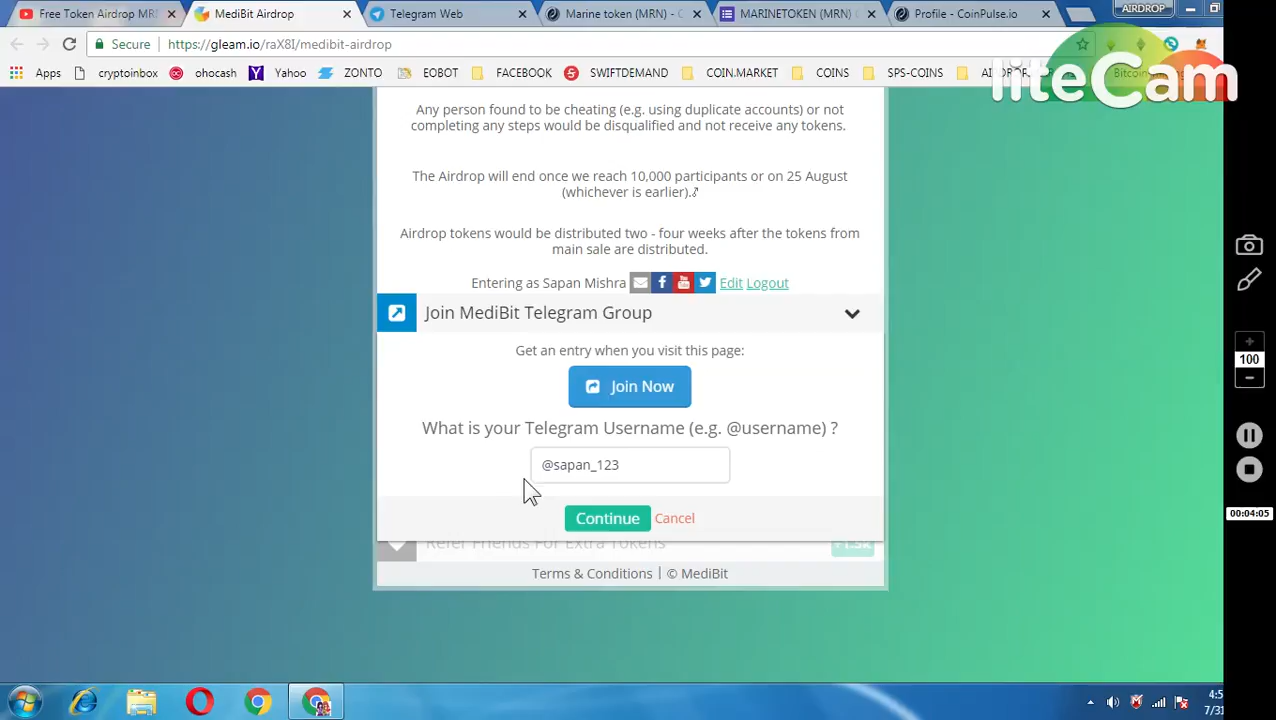 Free Token Airdrop MR
MediBit Airdrop
Telegram Web
Marine token (MRN) - C
MARINETOKEN (MRN)
Profile - CoinPulse.io
AIRDROP
Secure
https://gleam.io/raX8I/medibit-airdrop
Apps
cryptoinbox
ohocash
Yahoo
ZONTO
EOBOT
FACEBOOK
SWIFTDEMAND
COIN.MARKET
COINS
SPS-COINS
liteCam
Any person found to be cheating (e.g. using duplicate accounts) or not
completing any steps would be disqualified and not receive any tokens.
The Airdrop will end once we reach 10,000 participants or on 25 August
(whichever is earlier).
Airdrop tokens would be distributed two - four weeks after the tokens from
main sale are distributed.
Entering as Sapan Mishra Edit Logout
Join MediBit Telegram Group
Get an entry when you visit this page:
Join Now
What is your Telegram Username (e.g. @username) ?
@sapan_123
Continue Cancel
Refer Friends For Extra Tokens
Terms & Conditions | © MediBit
100
00:04:05
4:5
7/31